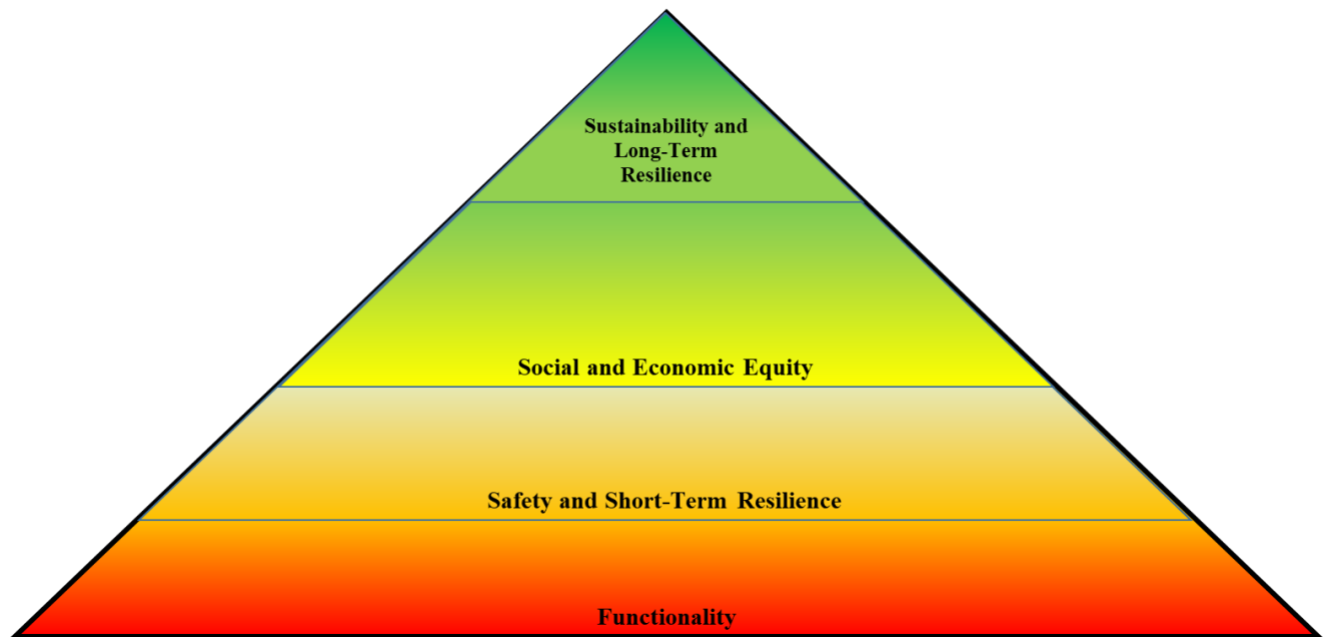 Sustainability and
Long-Term
Resilience
Social and Economic Equity
Safety and Short-Term Resilience
Functionality